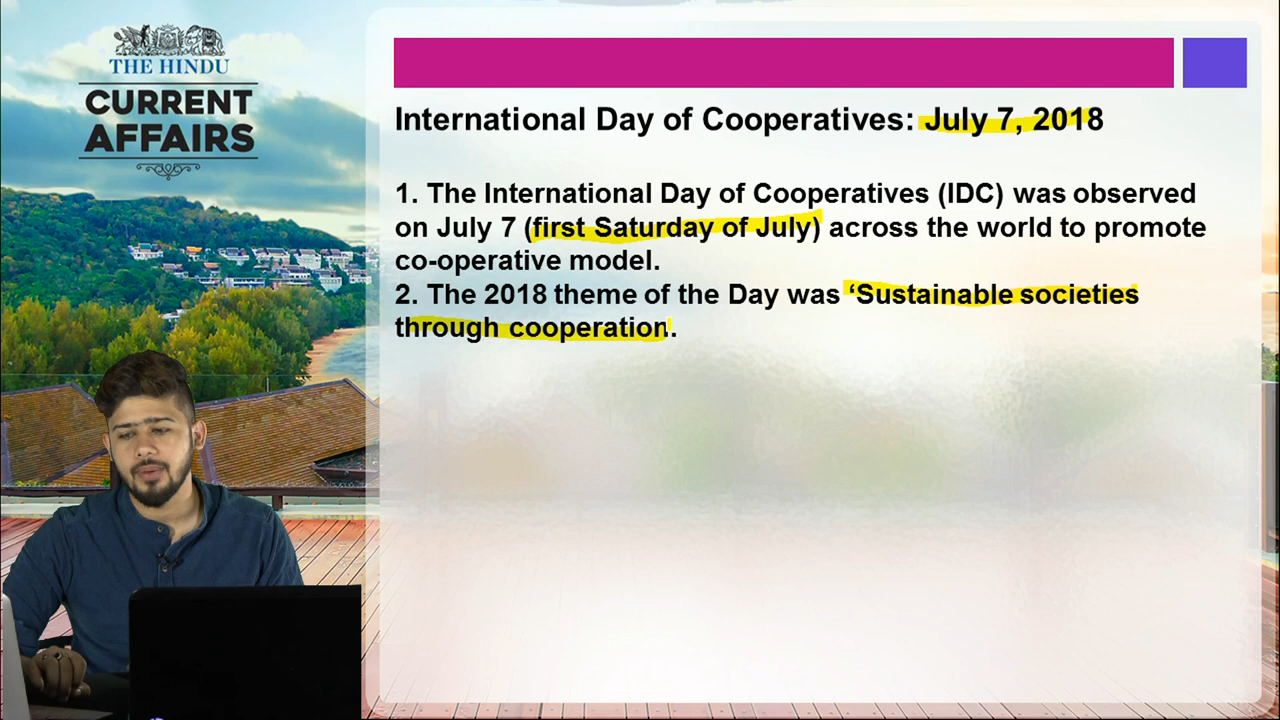 THE HINDU
CURRENT
AFFAIRS
International Day of Cooperatives: July 7, 2018
1. The International Day of Cooperatives (IDC) was observed
on July 7 (first Saturday of July) across the world to promote
co-operative model.
2. The 2018 theme of the Day was ‘Sustainable societies
through cooperation’.